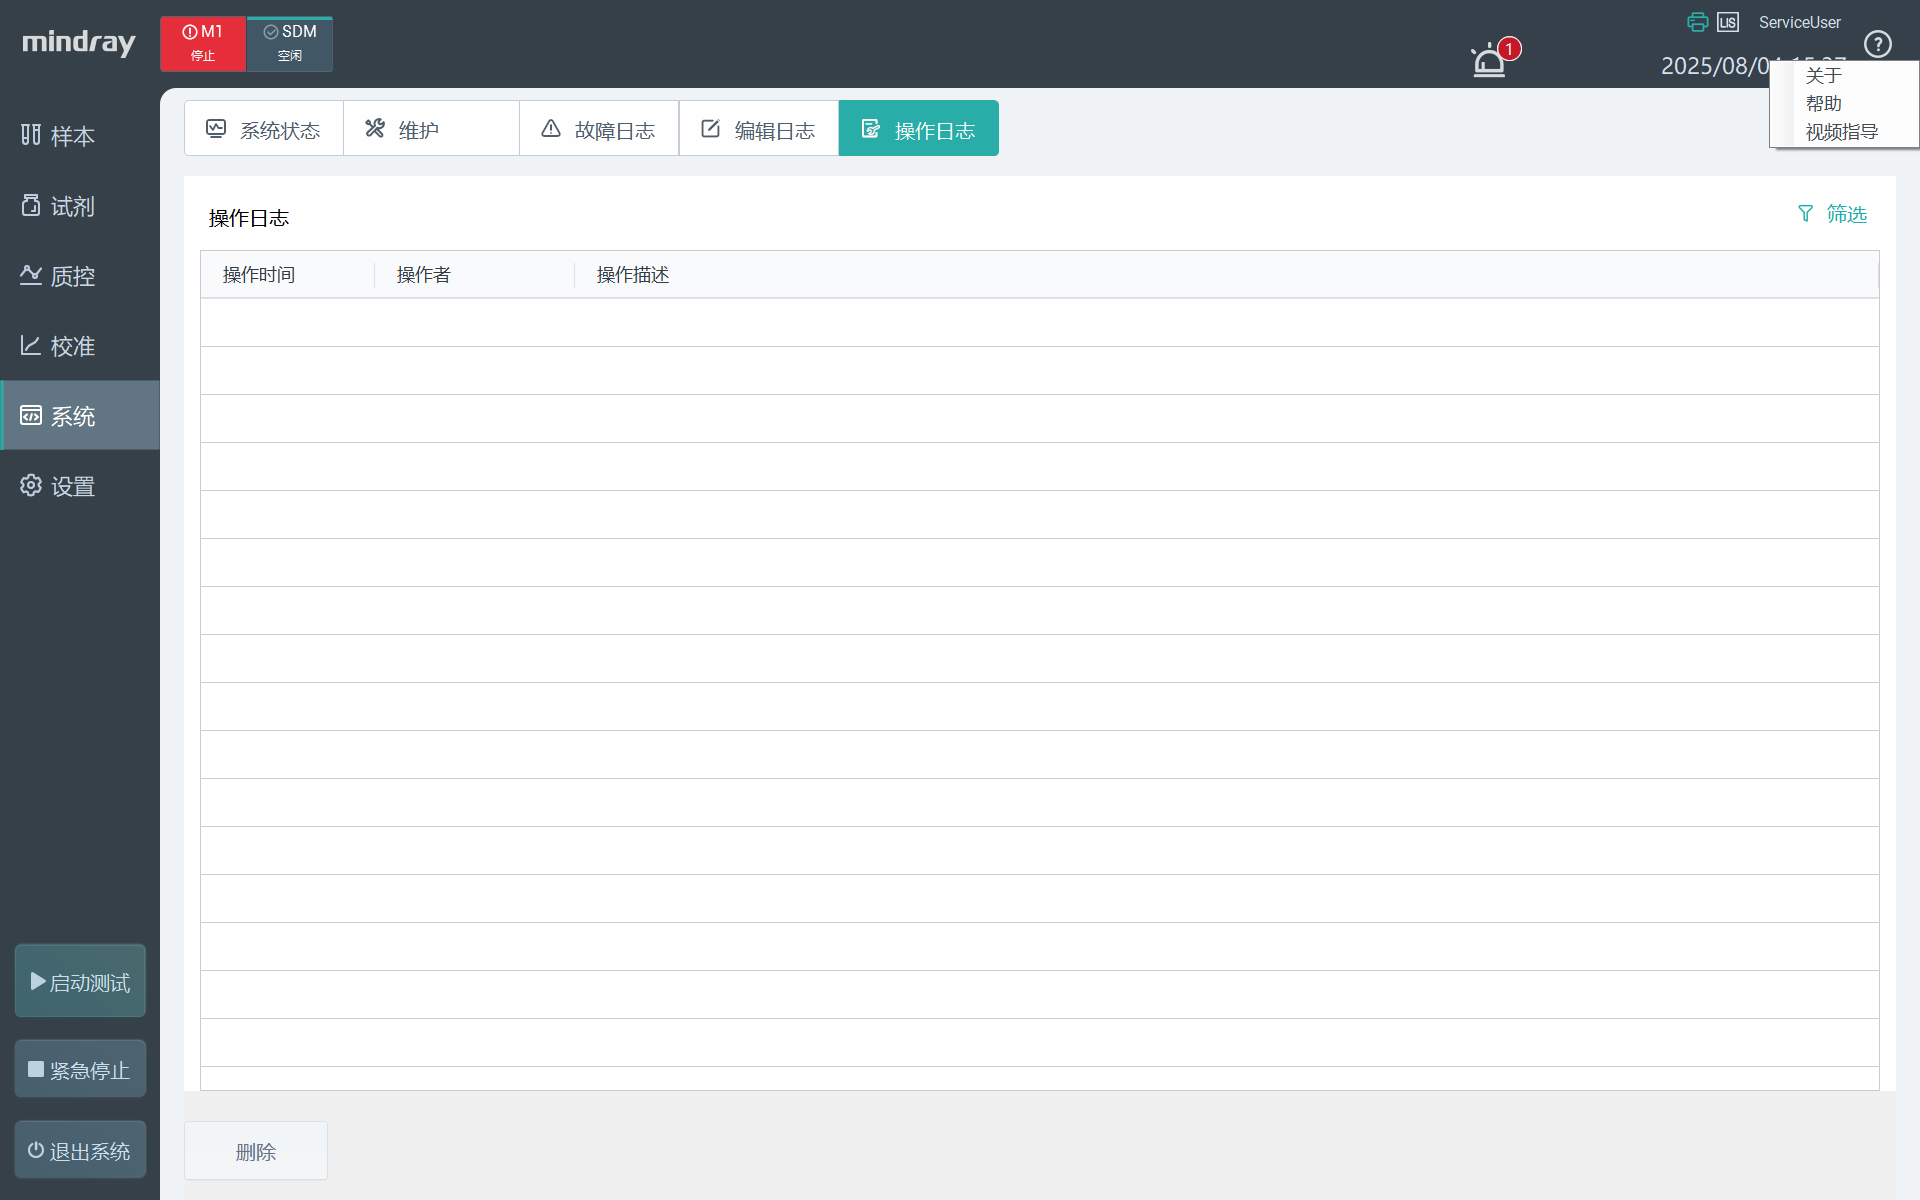 mindray
M1
停止
SDM
空闲
1
LIS
ServiceUser
2025/08/04 15:27
关于
帮助
视频指导
样本
试剂
质控
校准
系统
设置
系统状态
维护
故障日志
编辑日志
操作日志
操作日志
筛选
操作时间
操作者
操作描述
启动测试
紧急停止
退出系统
删除